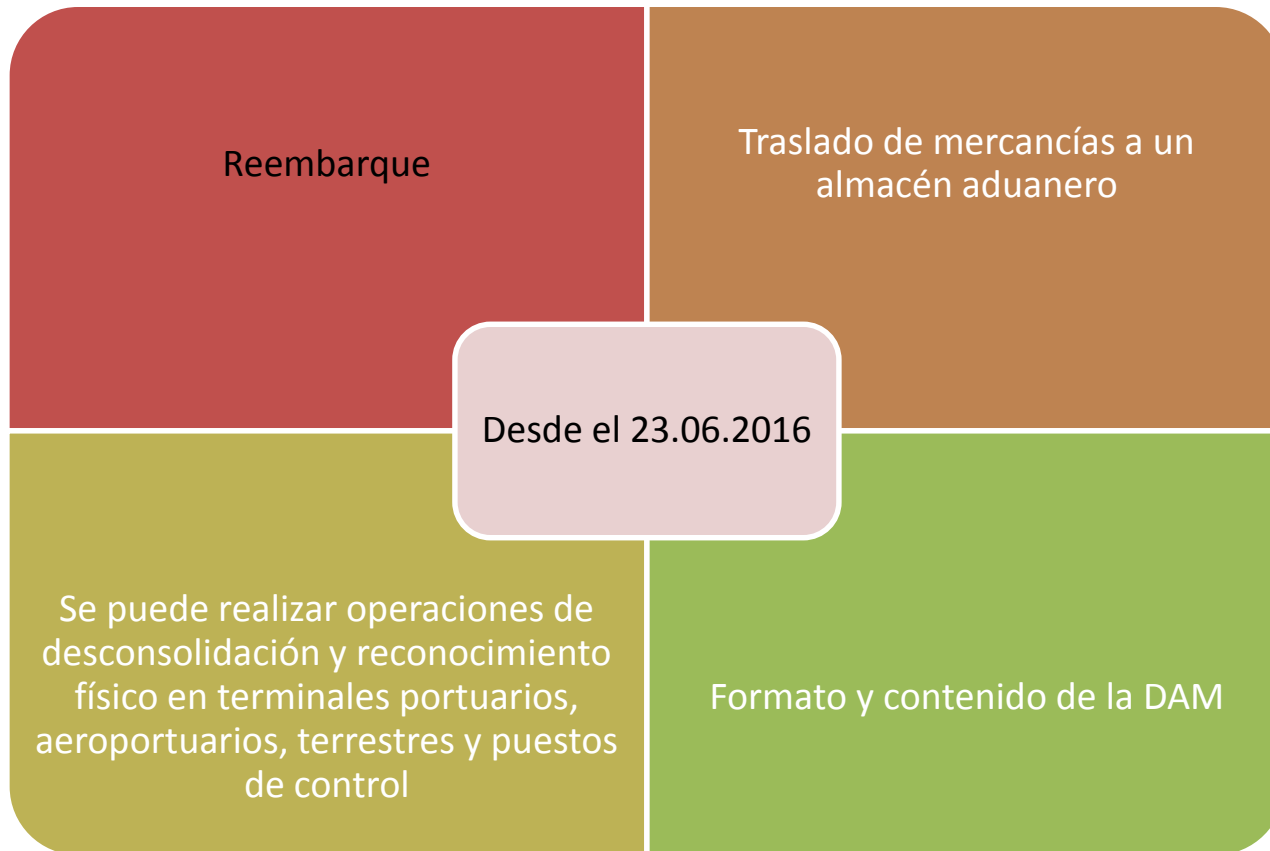 Reembarque
Traslado de mercancías a un
almacén aduanero
Desde el 23.06.2016
Se puede realizar operaciones de
desconsolidación y reconocimiento
físico en terminales portuarios,
aeroportuarios, terrestres y puestos
de control
Formato y contenido de la DAM